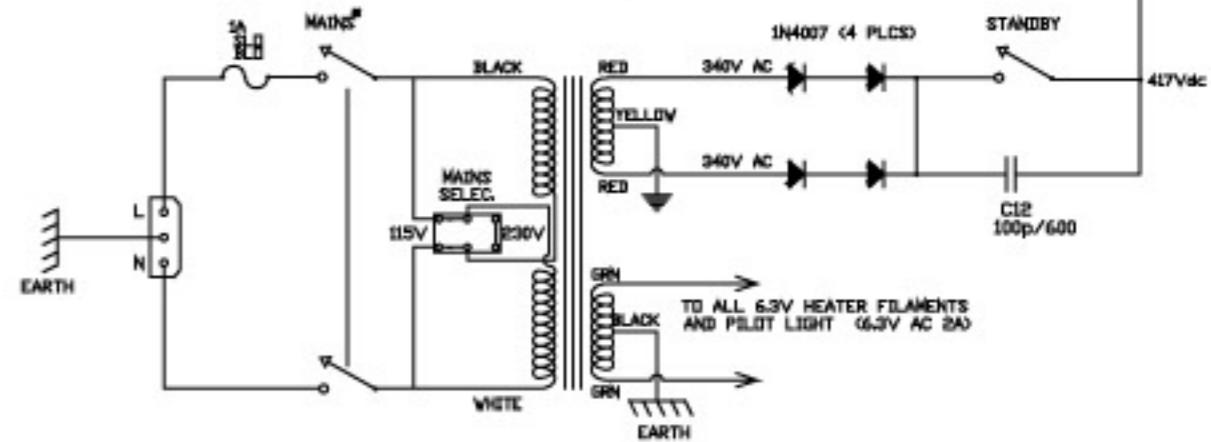 MAINS
1A
STANDBY
1N4007 (4 PLCS)
BLACK
RED
340V AC
417Vdc
YELLOW
340V AC
MAINS
SELEC.
RED
L
115V
230V
C12
100p/600
N
EARTH
GRN
TO ALL 6.3V HEATER FILAMENTS
BLACK
AND PILOT LIGHT (6.3V AC 2A)
GRN
WHITE
EARTH